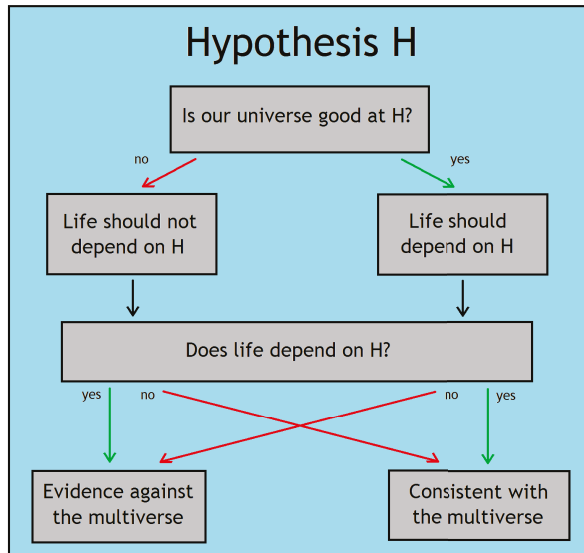 Hypothesis H
Is our universe good at H?
no
yes
Life should not
depend on H
Life should
depend on H
Does life depend on H?
yes
no
no
yes
Evidence against
the multiverse
Consistent with
the multiverse